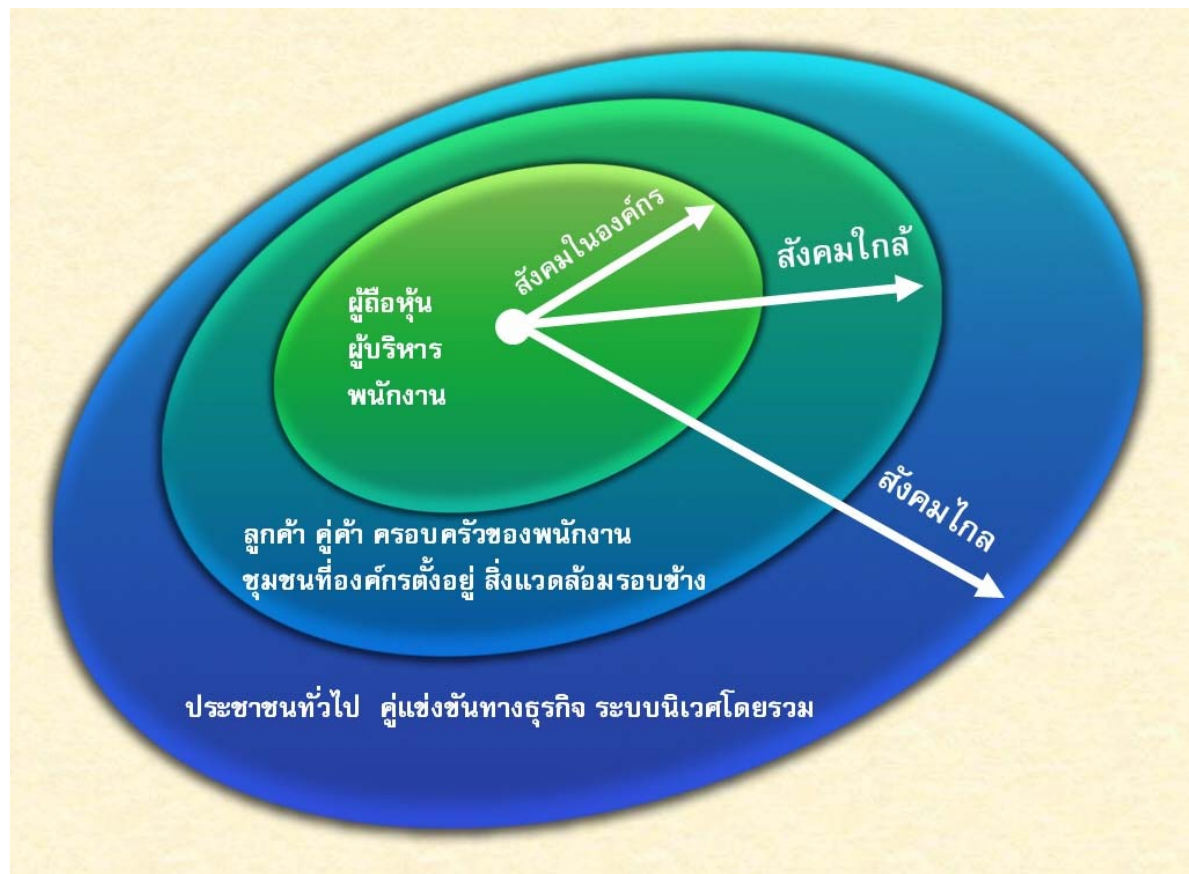 สังคมในองค์กร
สังคมใกล้
ผู้ถือหุ้น
ผู้บริหาร
พนักงาน
สังคมไกล
ลูกค้า คู่ค้า ครอบครัวของพนักงาน
ชุมชนที่องค์กรตั้งอยู่ สิ่งแวดล้อมรอบข้าง
ประชาชนทั่วไป คู่แข่งขันทางธุรกิจ ระบบนิเวศโดยรวม